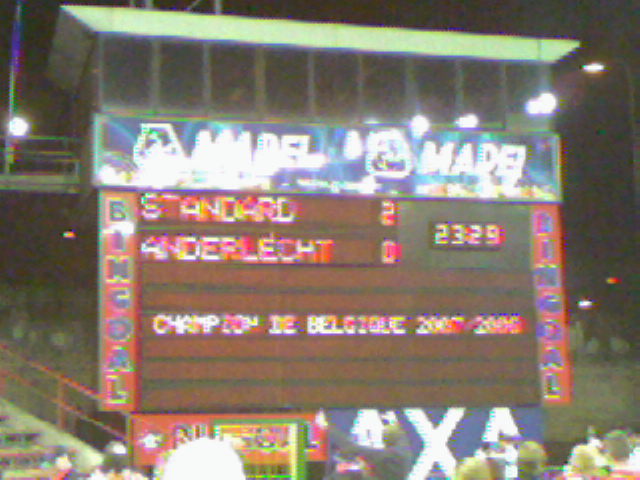 MADEL MADEL
STANDARD 2
23:29
ANDERLECHT 0
CHAMPION DE BELGIQUE 2007/2008
BINGOAL
BINGOAL
AXA